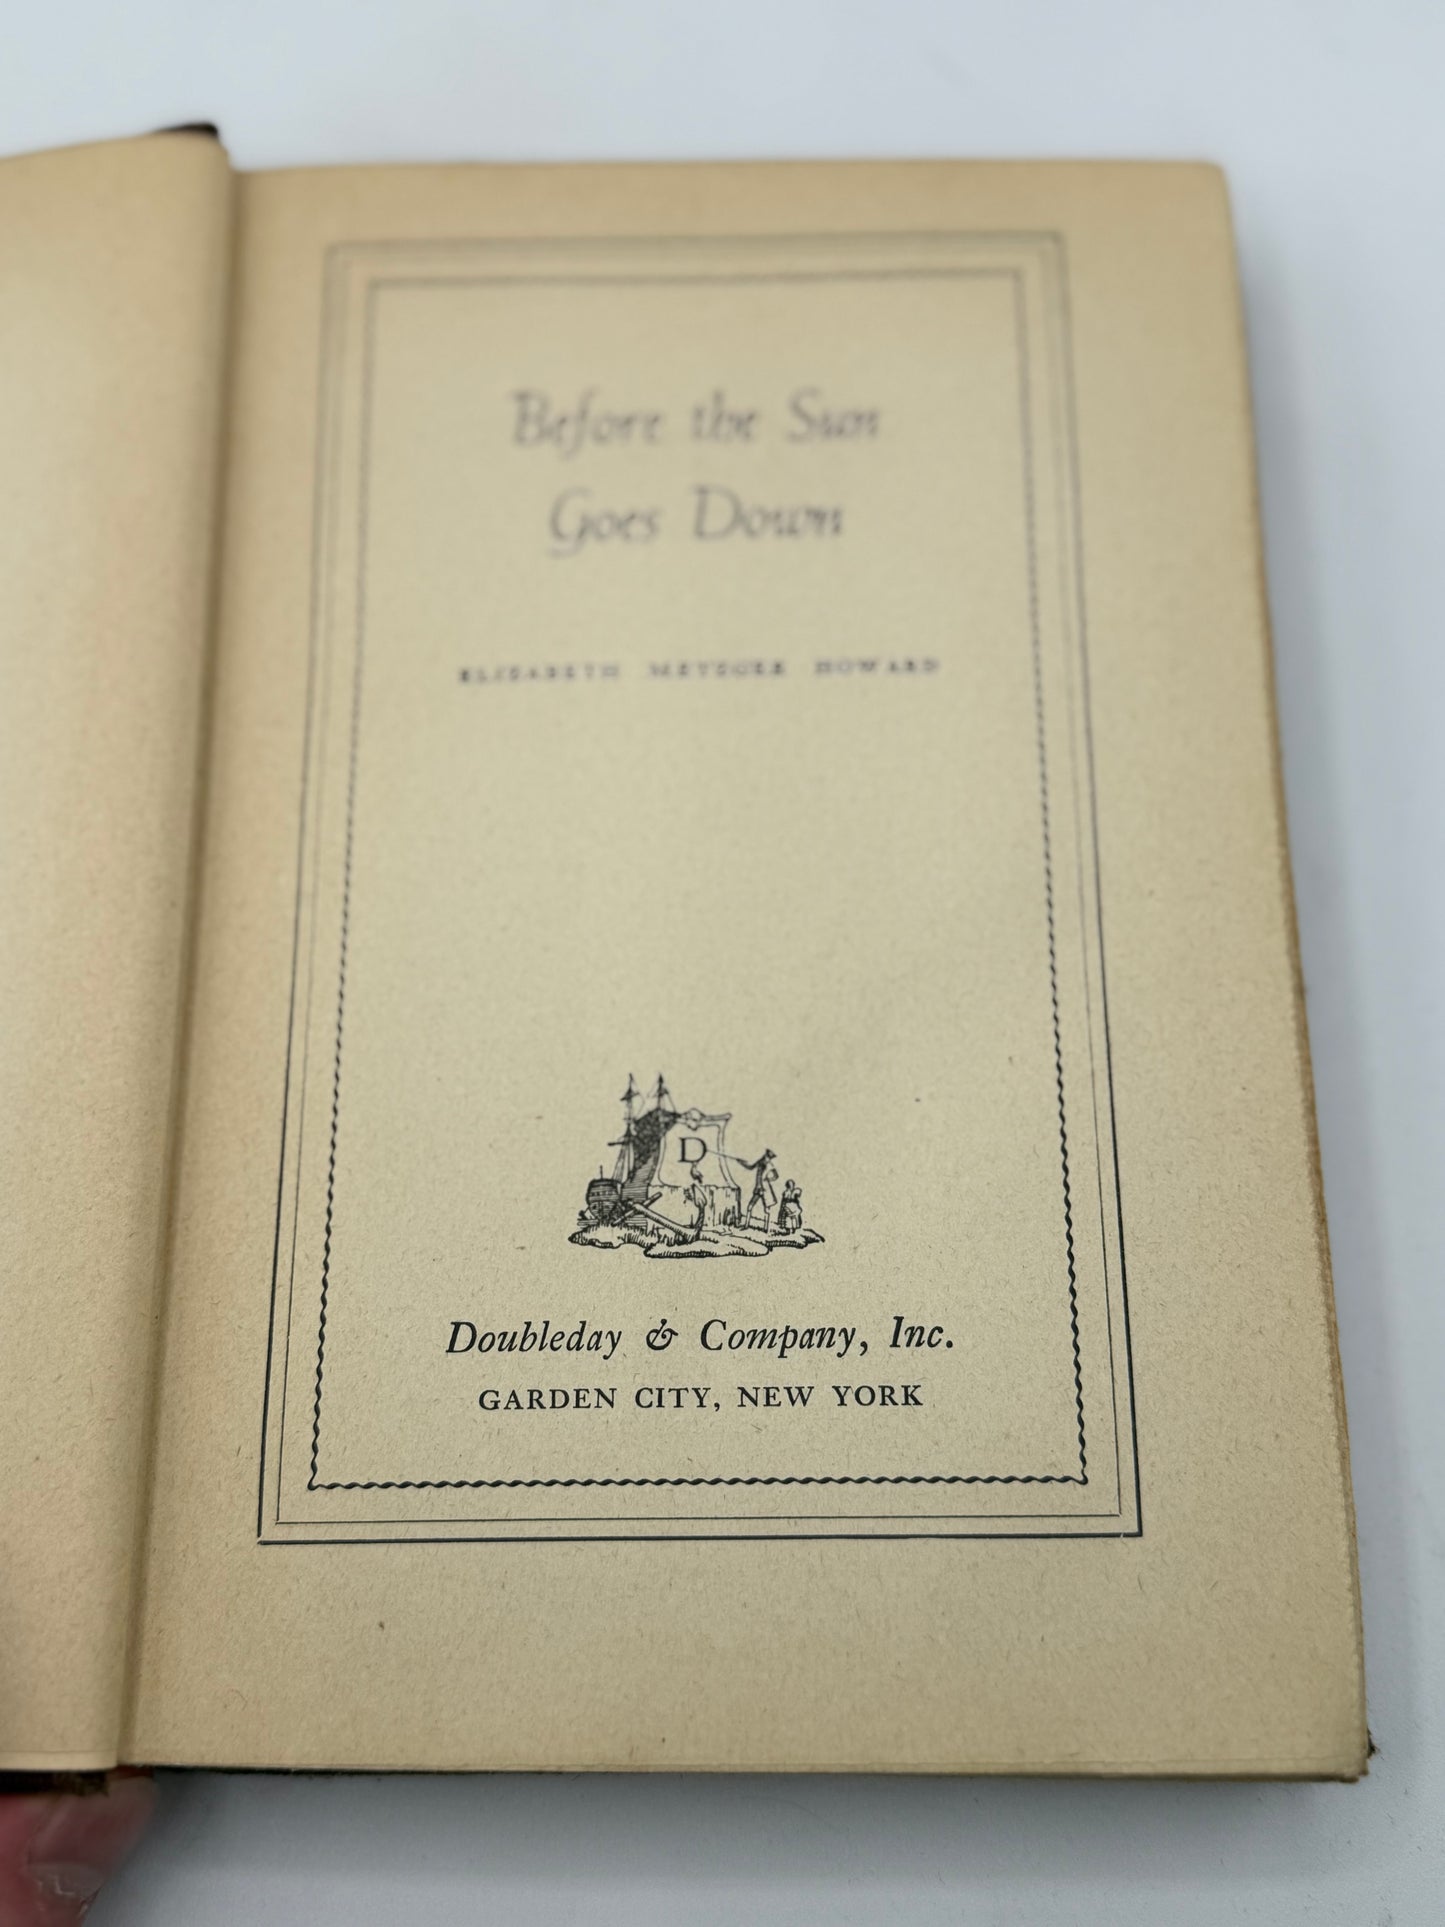 Before the Sun
Goes Down
ELIZABETH METZGER HOWARD
D
Doubleday & Company, Inc.
GARDEN CITY, NEW YORK